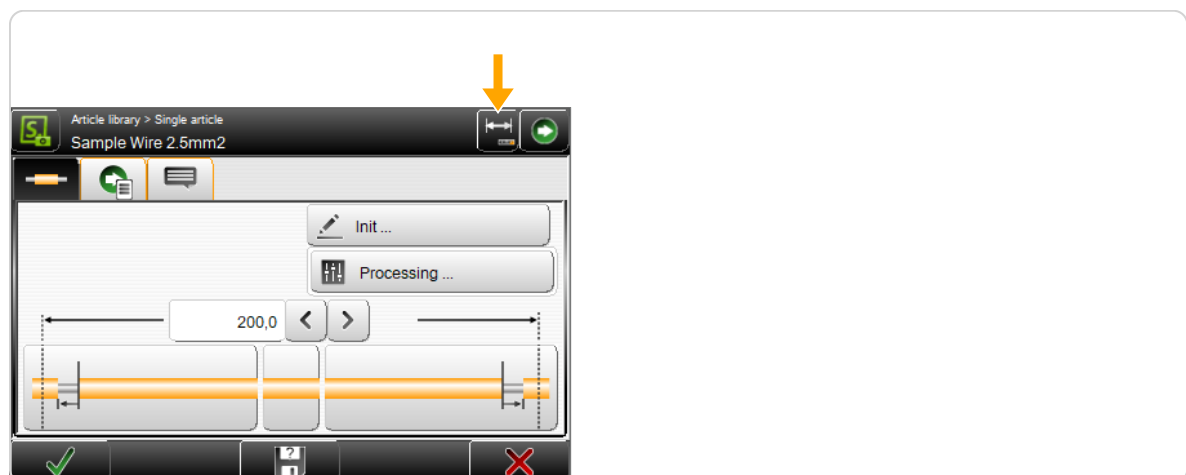 Article library > Single article
Sample Wire 2.5mm2
Init ...
Processing ...
200,0